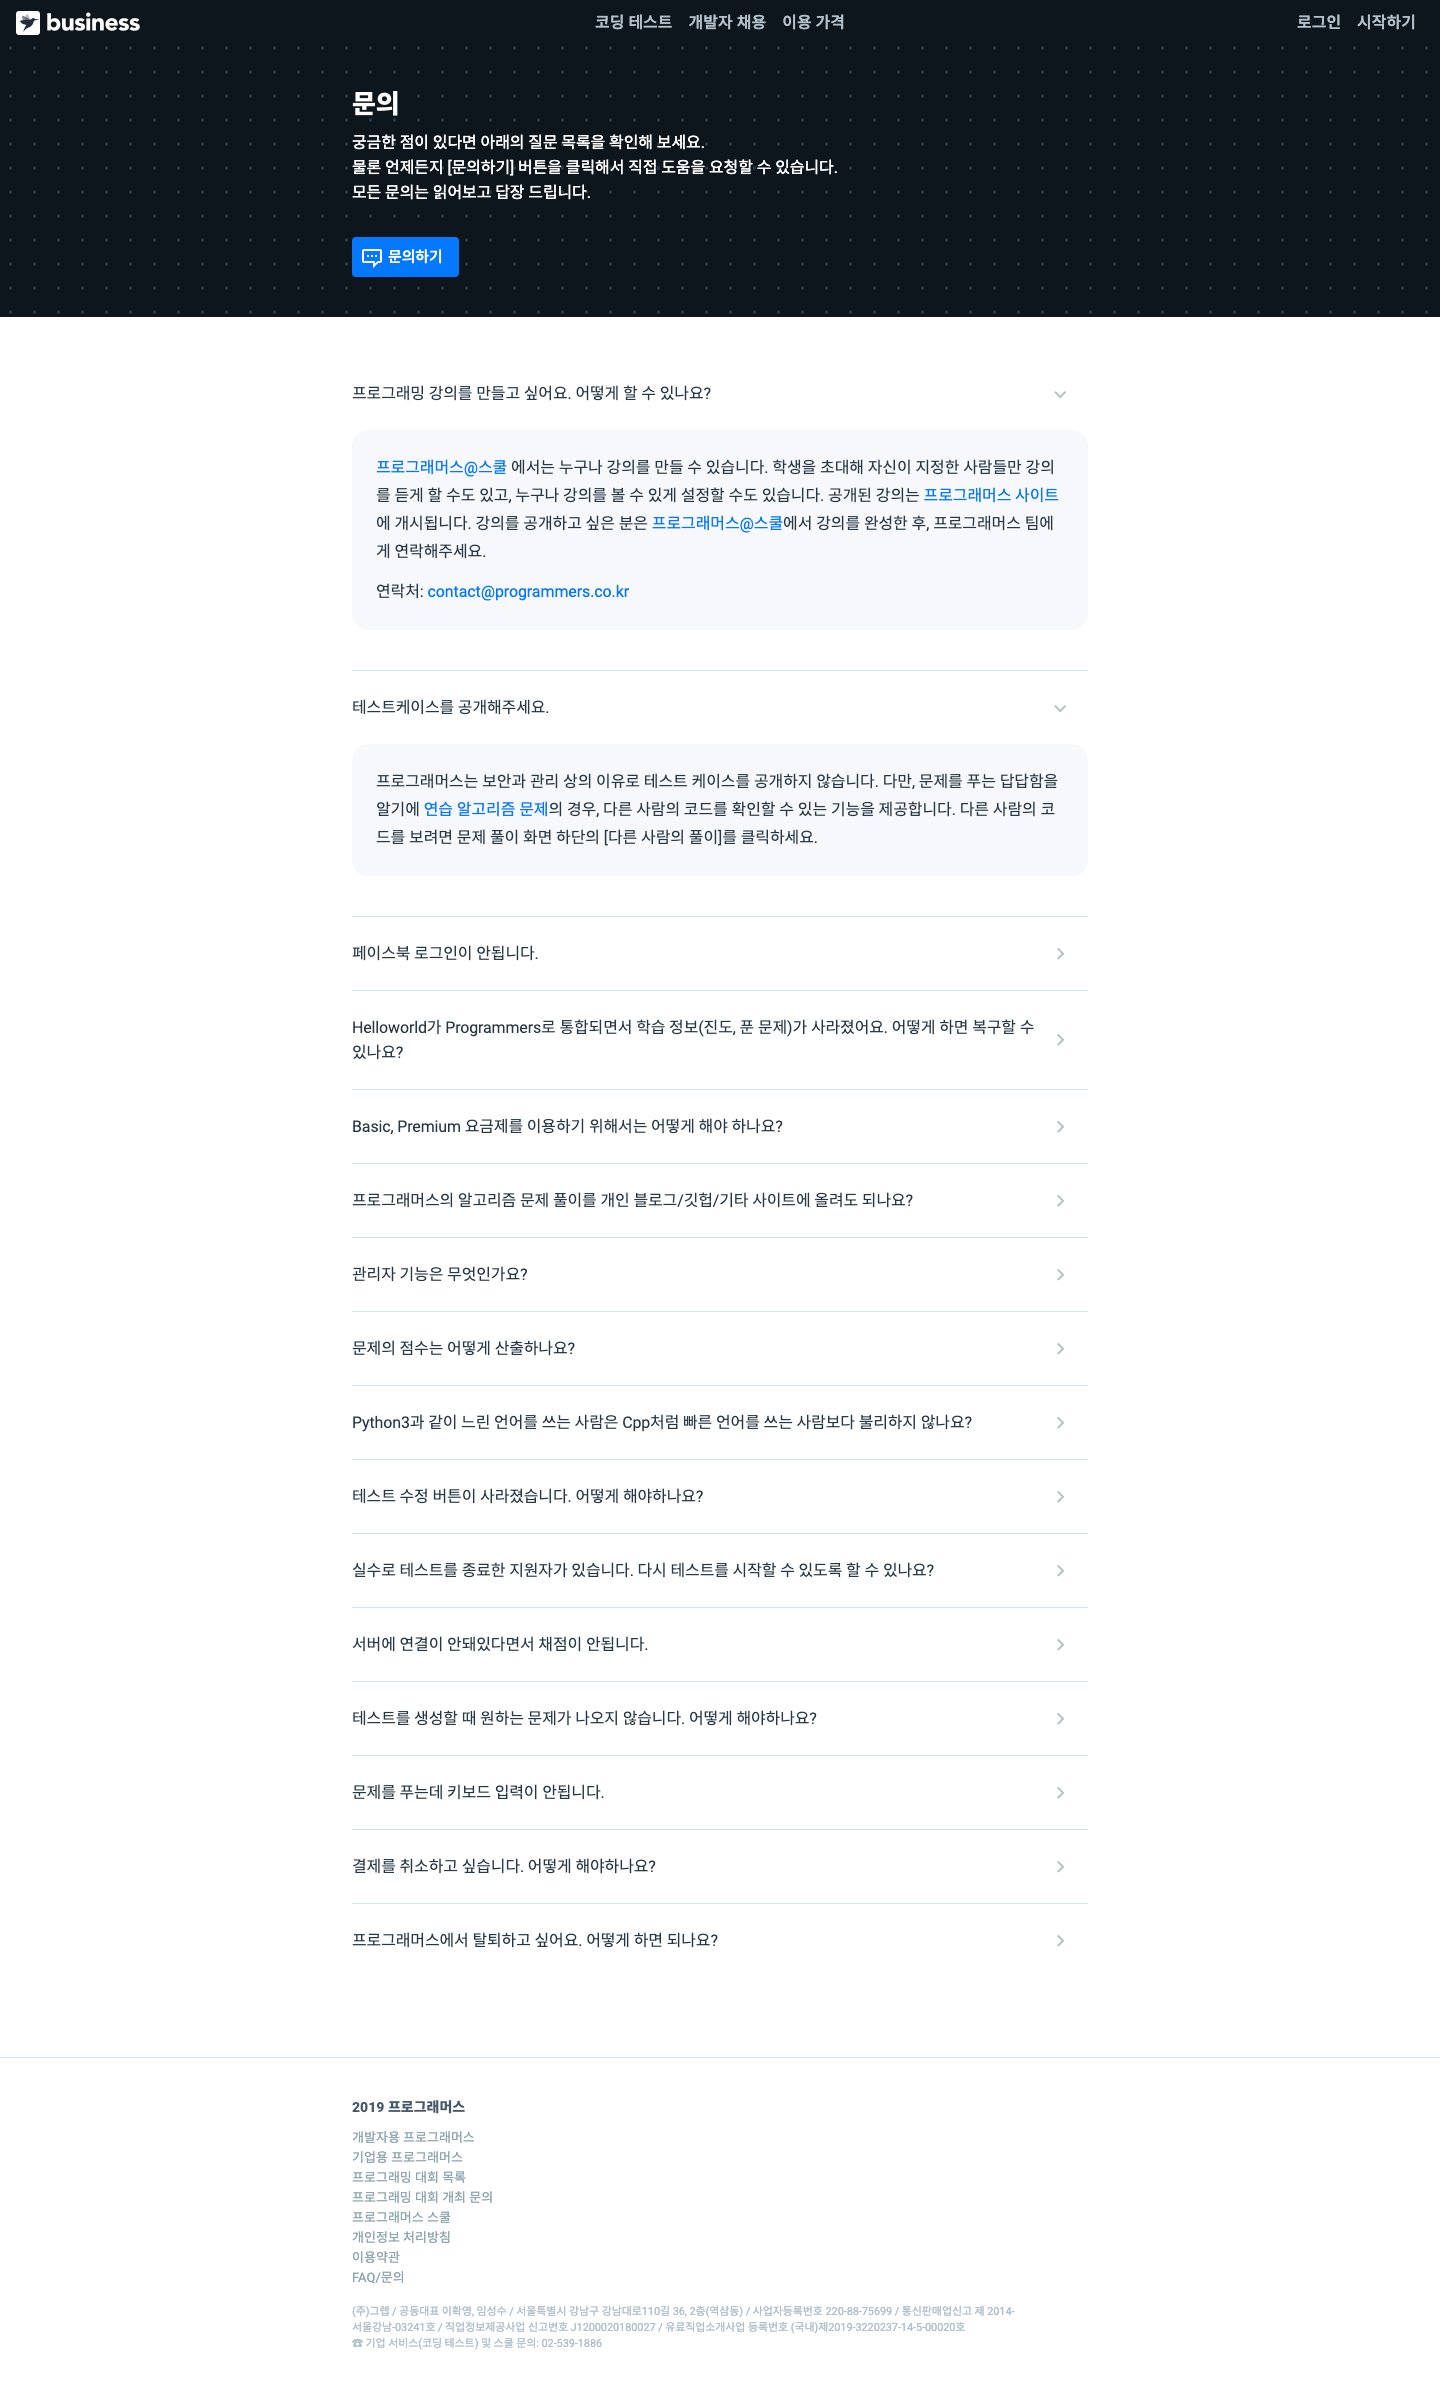 business
코딩 테스트 개발자 채용 이용 가격
로그인 시작하기
문의
궁금한 점이 있다면 아래의 질문 목록을 확인해 보세요.
물론 언제든지 [문의하기] 버튼을 클릭해서 직접 도움을 요청할 수 있습니다.
모든 문의는 읽어보고 답장 드립니다.
문의하기
프로그래밍 강의를 만들고 싶어요. 어떻게 할 수 있나요?
프로그래머스@스쿨 에서는 누구나 강의를 만들 수 있습니다. 학생을 초대해 자신이 지정한 사람들만 강의
를 듣게 할 수도 있고, 누구나 강의를 볼 수 있게 설정할 수도 있습니다. 공개된 강의는 프로그래머스 사이트
에 개시됩니다. 강의를 공개하고 싶은 분은 프로그래머스@스쿨에서 강의를 완성한 후, 프로그래머스 팀에
게 연락해주세요.
연락처: contact@programmers.co.kr
테스트케이스를 공개해주세요.
프로그래머스는 보안과 관리 상의 이유로 테스트 케이스를 공개하지 않습니다. 다만, 문제를 푸는 답답함을
알기에 연습 알고리즘 문제의 경우, 다른 사람의 코드를 확인할 수 있는 기능을 제공합니다. 다른 사람의 코
드를 보려면 문제 풀이 화면 하단의 [다른 사람의 풀이]를 클릭하세요.
페이스북 로그인이 안됩니다.
Helloworld가 Programmers로 통합되면서 학습 정보(진도, 푼 문제)가 사라졌어요. 어떻게 하면 복구할 수
있나요?
Basic, Premium 요금제를 이용하기 위해서는 어떻게 해야 하나요?
프로그래머스의 알고리즘 문제 풀이를 개인 블로그/깃헙/기타 사이트에 올려도 되나요?
관리자 기능은 무엇인가요?
문제의 점수는 어떻게 산출하나요?
Python3과 같이 느린 언어를 쓰는 사람은 Cpp처럼 빠른 언어를 쓰는 사람보다 불리하지 않나요?
테스트 수정 버튼이 사라졌습니다. 어떻게 해야하나요?
실수로 테스트를 종료한 지원자가 있습니다. 다시 테스트를 시작할 수 있도록 할 수 있나요?
서버에 연결이 안돼있다면서 채점이 안됩니다.
테스트를 생성할 때 원하는 문제가 나오지 않습니다. 어떻게 해야하나요?
문제를 푸는데 키보드 입력이 안됩니다.
결제를 취소하고 싶습니다. 어떻게 해야하나요?
프로그래머스에서 탈퇴하고 싶어요. 어떻게 하면 되나요?
2019 프로그래머스
개발자용 프로그래머스
기업용 프로그래머스
프로그래밍 대회 목록
프로그래밍 대회 개최 문의
프로그래머스 스쿨
개인정보 처리방침
이용약관
FAQ/문의
(주)그렙 / 공동대표 이확영, 임성수 / 서울특별시 강남구 강남대로110길 36, 2층(역삼동) / 사업자등록번호 220-88-75699 / 통신판매업신고 제 2014-
서울강남-03241호 / 직업정보제공사업 신고번호 J1200020180027 / 유료직업소개사업 등록번호 (국내)제2019-3220237-14-5-00020호
☎ 기업 서비스(코딩 테스트) 및 스쿨 문의: 02-539-1886